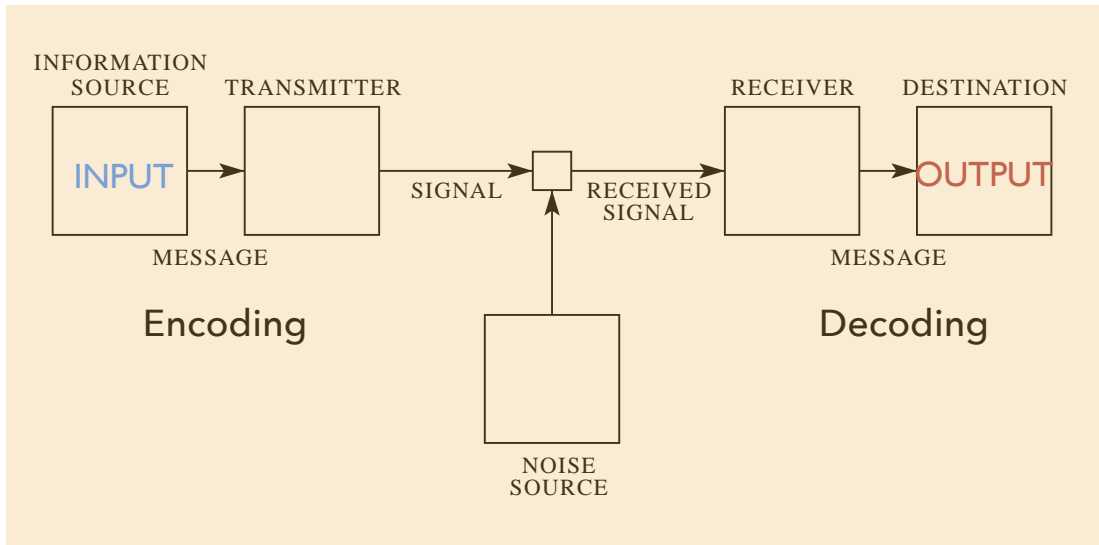 INFORMATION
SOURCE
TRANSMITTER
RECEIVER
DESTINATION
INPUT
OUTPUT
SIGNAL
RECEIVED
SIGNAL
MESSAGE
MESSAGE
Encoding
Decoding
NOISE
SOURCE